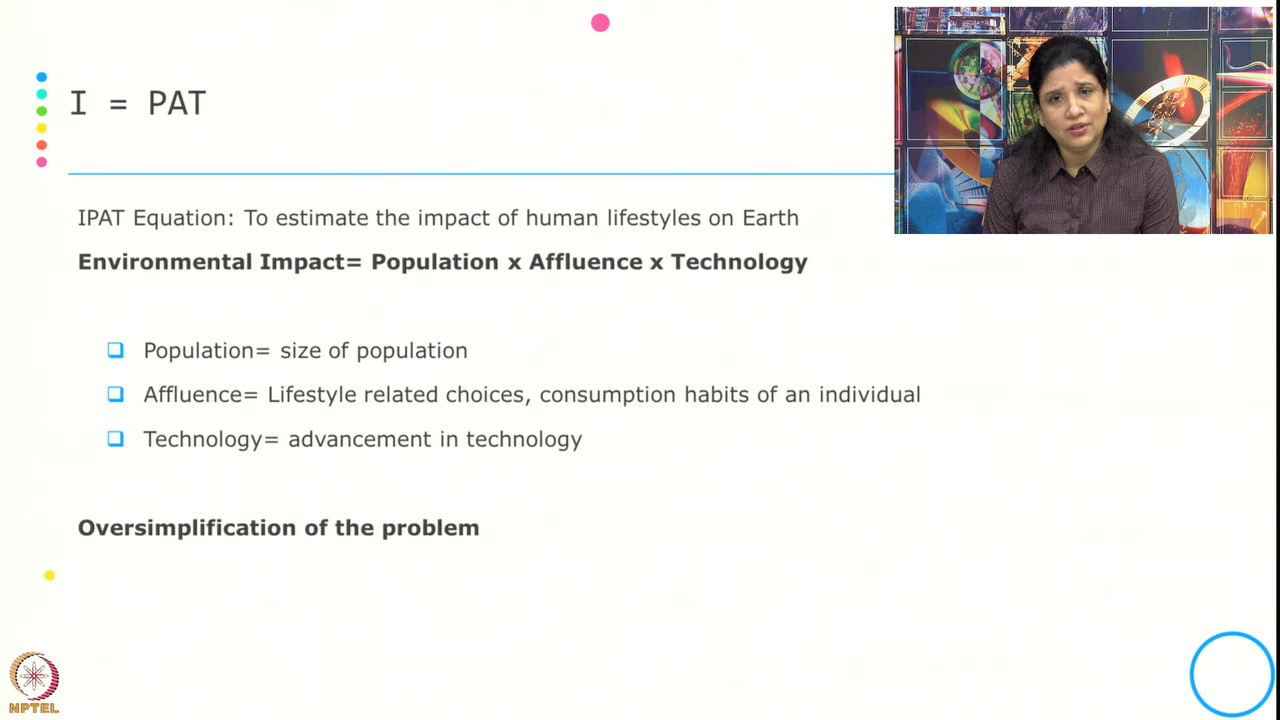 I = PAT
IPAT Equation: To estimate the impact of human lifestyles on Earth
Environmental Impact= Population x Affluence x Technology
❑ Population= size of population
❑ Affluence= Lifestyle related choices, consumption habits of an individual
❑ Technology= advancement in technology
Oversimplification of the problem
NPTEL